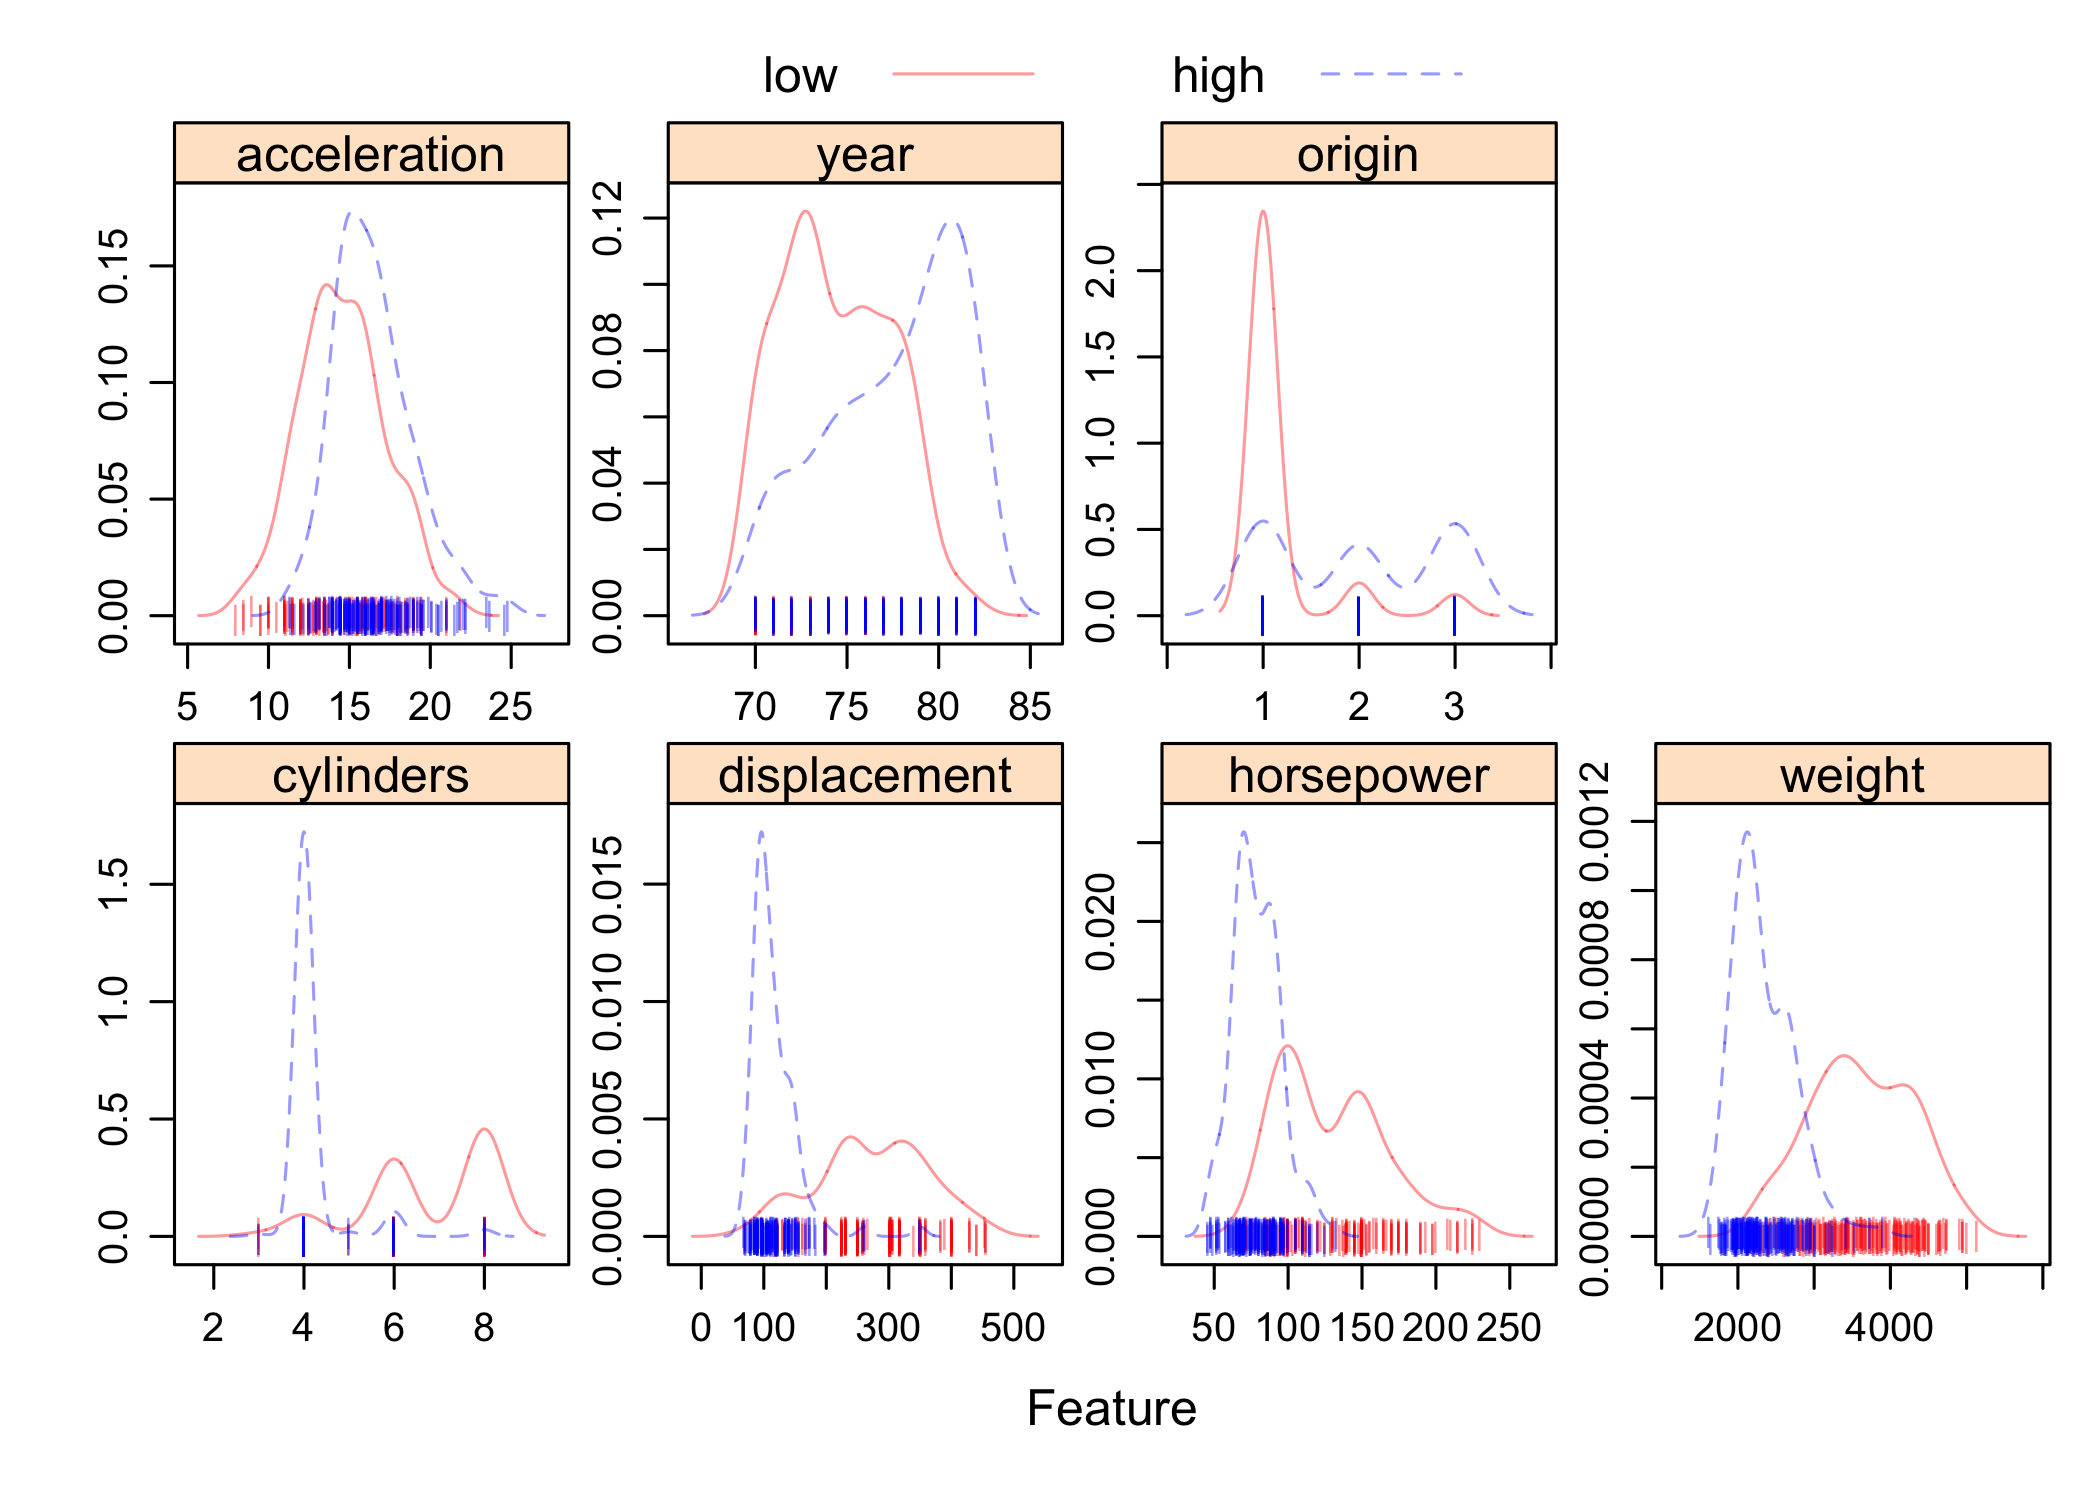 low high
acceleration year origin
0.00 0.05 0.10 0.15
5 10 15 20 25
0.00 0.04 0.08 0.12
70 75 80 85
0.0 0.5 1.0 1.5 2.0
1 2 3
cylinders displacement horsepower weight
0.0 0.5 1.0 1.5
2 4 6 8
0.000 0.005 0.010 0.015
0 100 300 500
0.000 0.010 0.020
50 100 150 200 250
0.0000 0.0004 0.0008 0.0012
2000 4000
Feature